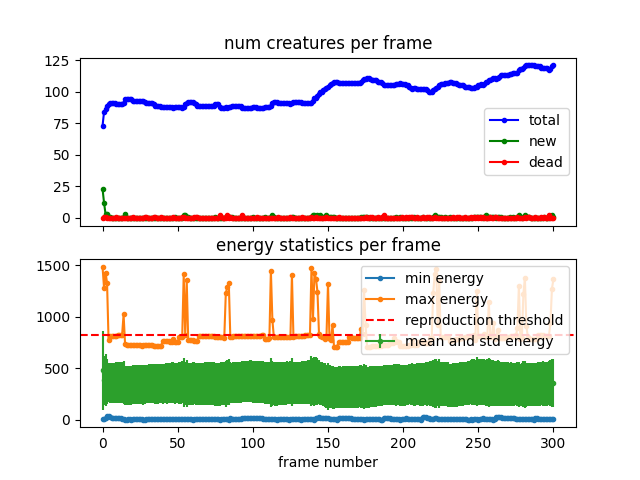 num creatures per frame
125
100
75
50
25
0
total
new
dead
energy statistics per frame
1500
1000
500
0
min energy
max energy
reproduction threshold
mean and std energy
0
50
100
150
200
250
300
frame number